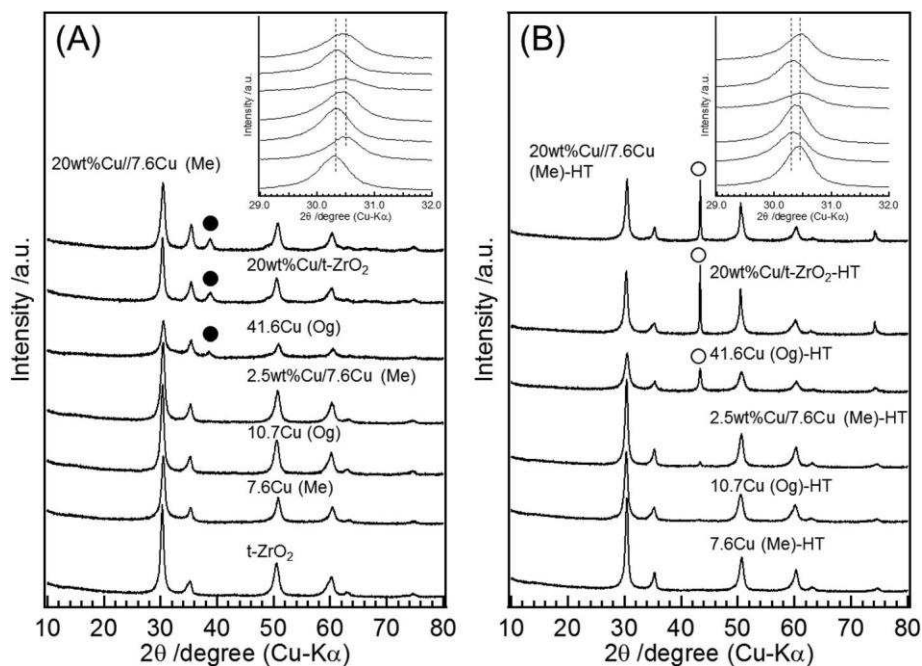 (A)
Intensity /a.u.
29.0 30.0 31.0 32.0
2θ /degree (Cu-Kα)
20wt%Cu//7.6Cu (Me)
20wt%Cu/t-ZrO₂
41.6Cu (Og)
2.5wt%Cu/7.6Cu (Me)
10.7Cu (Og)
7.6Cu (Me)
t-ZrO₂
Intensity /a.u.
10 20 30 40 50 60 70 80
2θ /degree (Cu-Kα)
(B)
Intensity /a.u.
29.0 30.0 31.0 32.0
2θ /degree (Cu-Kα)
20wt%Cu//7.6Cu
(Me)-HT
20wt%Cu/t-ZrO₂-HT
41.6Cu (Og)-HT
2.5wt%Cu/7.6Cu (Me)-HT
10.7Cu (Og)-HT
7.6Cu (Me)-HT
Intensity /a.u.
10 20 30 40 50 60 70 80
2θ /degree (Cu-Kα)